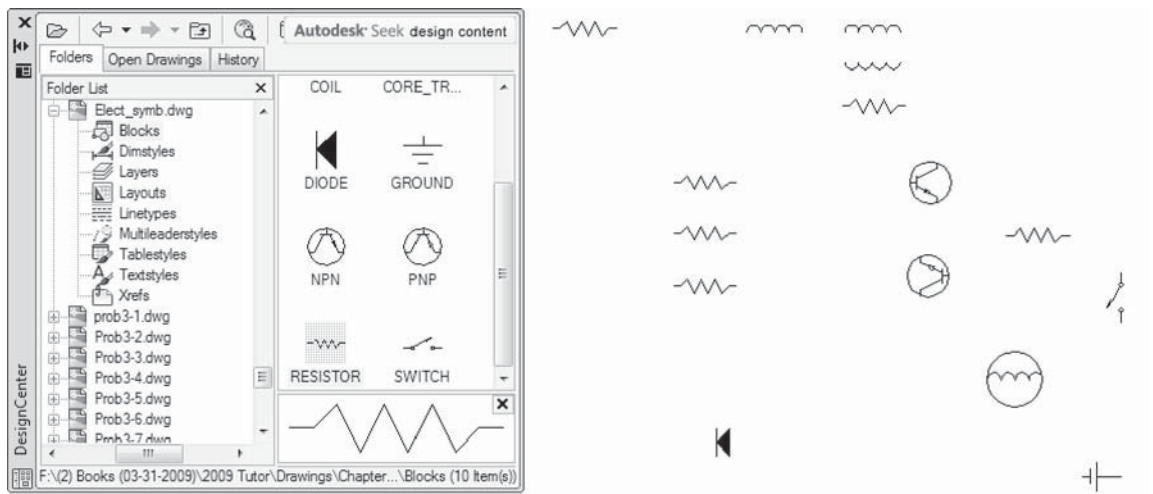 Autodesk® Seek design content
Folders Open Drawings History
Folder List
Elect_symb.dwg
Blocks
Dimstyles
Layers
Layouts
Linetypes
Multileaderstyles
Tablestyles
Textstyles
Xrefs
prob3-1.dwg
Prob3-2.dwg
Prob3-3.dwg
Prob3-4.dwg
Prob3-5.dwg
Prob3-6.dwg
Prob3-7.dwg
COIL CORE_TR...
DIODE GROUND
NPN PNP
RESISTOR SWITCH
DesignCenter
F:\(2) Books (03-31-2009)\2009 Tutor\Drawings\Chapter...\Blocks (10 Item(s))